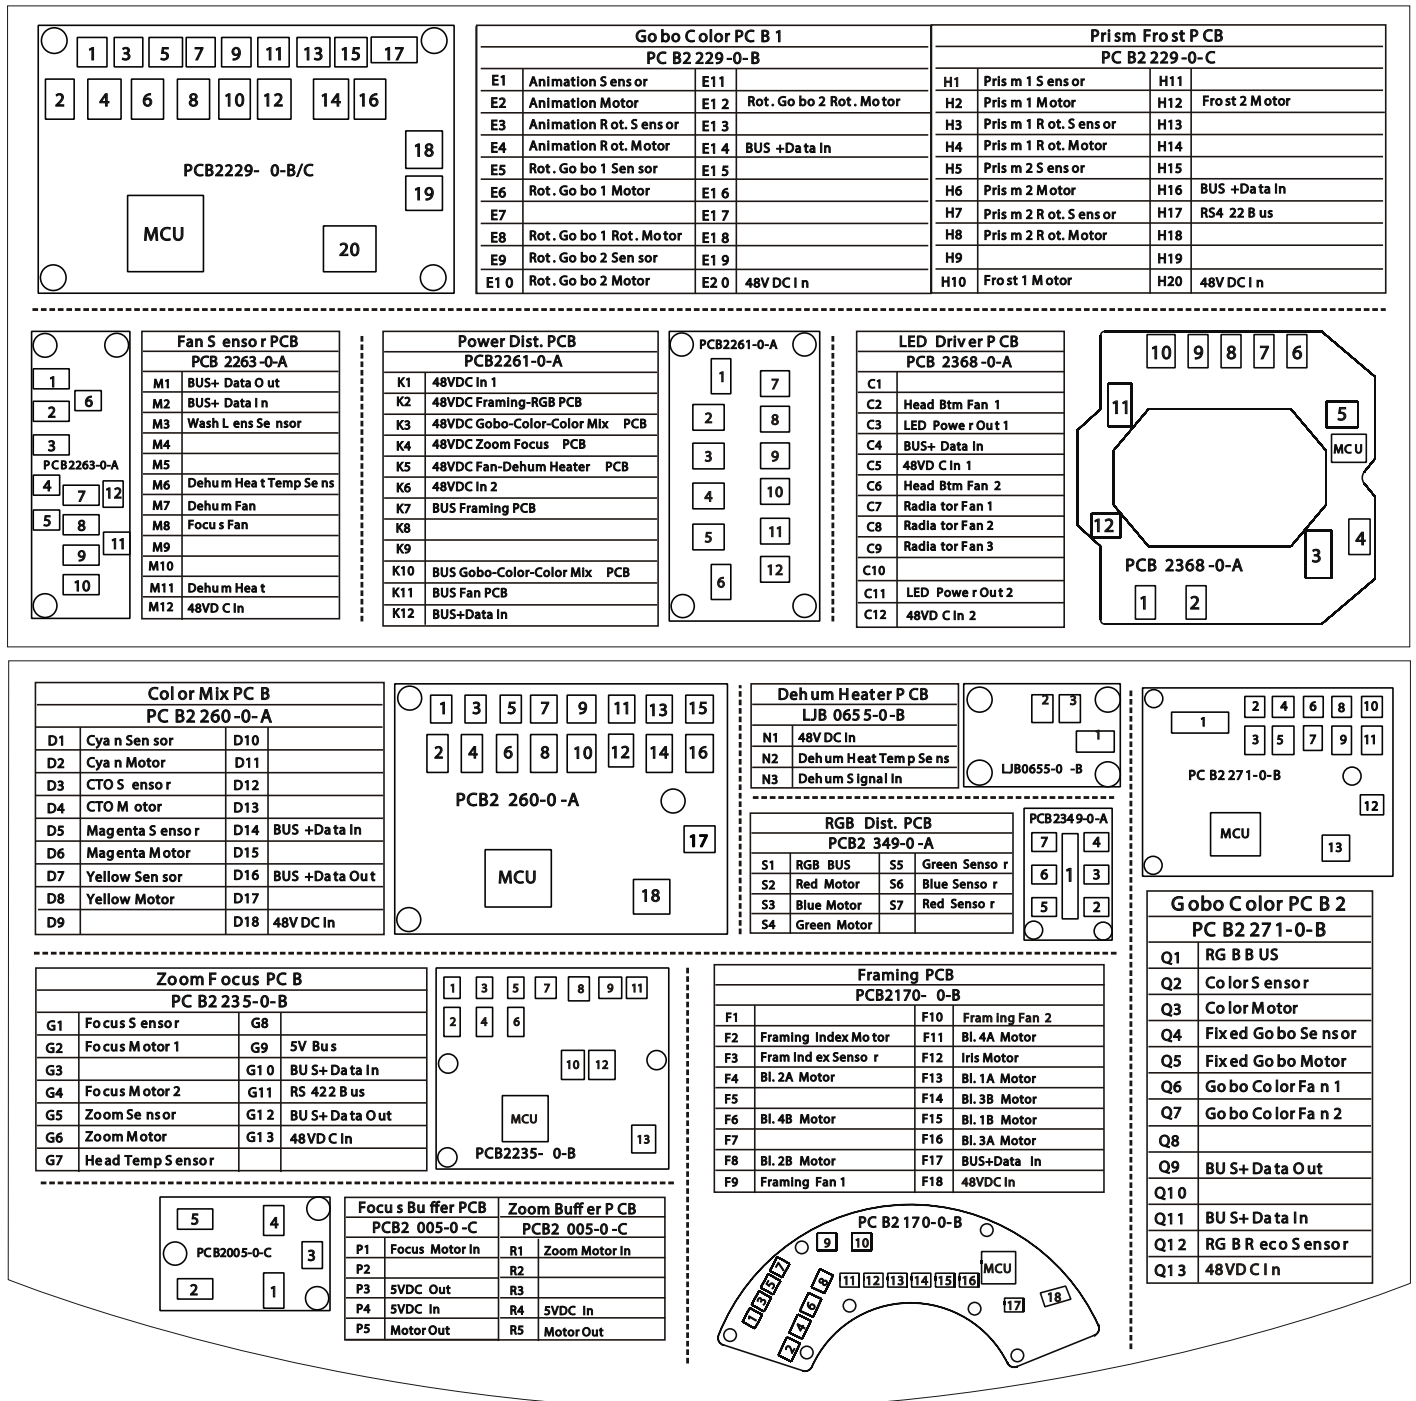 1 3 5 7 9 11 13 15 17
2 4 6 8 10 12 14 16
18
PCB2229-0-B/C
19
MCU
20
Gobo Color PCB 1
PCB2229-0-B
E1 Animation Sensor E11
E2 Animation Motor E12 Rot. Gobo 2 Rot. Motor
E3 Animation Rot. Sensor E13
E4 Animation Rot. Motor E14 BUS +Data In
E5 Rot. Gobo 1 Sensor E15
E6 Rot. Gobo 1 Motor E16
E7 E17
E8 Rot. Gobo 1 Rot. Motor E18
E9 Rot. Gobo 2 Sensor E19
E10 Rot. Gobo 2 Motor E20 48VDC In
Prism Frost PCB
PCB2229-0-C
H1 Prism 1 Sensor H11
H2 Prism 1 Motor H12 Frost 2 Motor
H3 Prism 1 Rot. Sensor H13
H4 Prism 1 Rot. Motor H14
H5 Prism 2 Sensor H15
H6 Prism 2 Motor H16 BUS +Data In
H7 Prism 2 Rot. Sensor H17 RS422 Bus
H8 Prism 2 Rot. Motor H18
H9 H19
H10 Frost 1 Motor H20 48VDC In
1
6
2
3
PCB2263-0-A
4 7 12
5 8
11
9
10
Fan Sensor PCB
PCB 2263-0-A
M1 BUS+ Data Out
M2 BUS+ Data In
M3 Wash Lens Sensor
M4
M5
M6 Dehum Heat Temp Sens
M7 Dehum Fan
M8 Focus Fan
M9
M10
M11 Dehum Heat
M12 48VDC In
Power Dist. PCB
PCB2261-0-A
K1 48VDC In 1
K2 48VDC Framing-RGB PCB
K3 48VDC Gobo-Color-Color Mix PCB
K4 48VDC Zoom Focus PCB
K5 48VDC Fan-Dehum Heater PCB
K6 48VDC In 2
K7 BUS Framing PCB
K8
K9
K10 BUS Gobo-Color-Color Mix PCB
K11 BUS Fan PCB
K12 BUS+Data In
PCB2261-0-A
1 7
2 8
3 9
4 10
5 11
6 12
LED Driver PCB
PCB 2368-0-A
C1
C2 Head Btm Fan 1
C3 LED Power Out 1
C4 BUS+ Data In
C5 48VDC In 1
C6 Head Btm Fan 2
C7 Radiator Fan 1
C8 Radiator Fan 2
C9 Radiator Fan 3
C10
C11 LED Power Out 2
C12 48VDC In 2
10 9 8 7 6
11 5
MCU
12 4
3
PCB 2368-0-A
1 2
Color Mix PCB
PCB2260-0-A
D1 Cyan Sensor D10
D2 Cyan Motor D11
D3 CTO Sensor D12
D4 CTO Motor D13
D5 Magenta Sensor D14 BUS +Data In
D6 Magenta Motor D15
D7 Yellow Sensor D16 BUS +Data Out
D8 Yellow Motor D17
D9 D18 48VDC In
1 3 5 7 9 11 13 15
2 4 6 8 10 12 14 16
PCB2260-0-A
17
MCU
18
Dehum Heater PCB
LJB 0655-0-B
N1 48VDC In
N2 Dehum Heat Temp Sens
N3 Dehum Signal In
2 3
1
LJB0655-0-B
RGB Dist. PCB
PCB2349-0-A
S1 RGB BUS S5 Green Sensor
S2 Red Motor S6 Blue Sensor
S3 Blue Motor S7 Red Sensor
S4 Green Motor
PCB2349-0-A
7 4
6 1 3
5 2
2 4 6 8 10
1
3 5 7 9 11
PCB2271-0-B
12
MCU
13
Gobo Color PCB 2
PCB2271-0-B
Q1 RGB BUS
Q2 Color Sensor
Q3 Color Motor
Q4 Fixed Gobo Sensor
Q5 Fixed Gobo Motor
Q6 Gobo Color Fan 1
Q7 Gobo Color Fan 2
Q8
Q9 BUS+Data Out
Q10
Q11 BUS+Data In
Q12 RGB Reco Sensor
Q13 48VDC In
Zoom Focus PCB
PCB2235-0-B
G1 Focus Sensor G8
G2 Focus Motor 1 G9 5V Bus
G3 G10 BUS+Data In
G4 Focus Motor 2 G11 RS 422 Bus
G5 Zoom Sensor G12 BUS+Data Out
G6 Zoom Motor G13 48VDC In
G7 Head Temp Sensor
1 3 5 7 8 9 11
2 4 6
10 12
MCU
13
PCB2235-0-B
Framing PCB
PCB2170-0-B
F1 F10 Framing Fan 2
F2 Framing Index Motor F11 Bl. 4A Motor
F3 Fram Index Sensor F12 Iris Motor
F4 Bl. 2A Motor F13 Bl. 1A Motor
F5 F14 Bl. 3B Motor
F6 Bl. 4B Motor F15 Bl. 1B Motor
F7 F16 Bl. 3A Motor
F8 Bl. 2B Motor F17 BUS+Data In
F9 Framing Fan 1 F18 48VDC In
5 4
PCB2005-0-C 3
2 1
Focus Buffer PCB
PCB2005-0-C
P1 Focus Motor In
P2
P3 5VDC Out
P4 5VDC In
P5 Motor Out
Zoom Buffer PCB
PCB2005-0-C
R1 Zoom Motor In
R2
R3
R4 5VDC In
R5 Motor Out
PCB2170-0-B
9 10
1 3 5 7
2 4 6 8
11 12 13 14 15 16
MCU
17 18